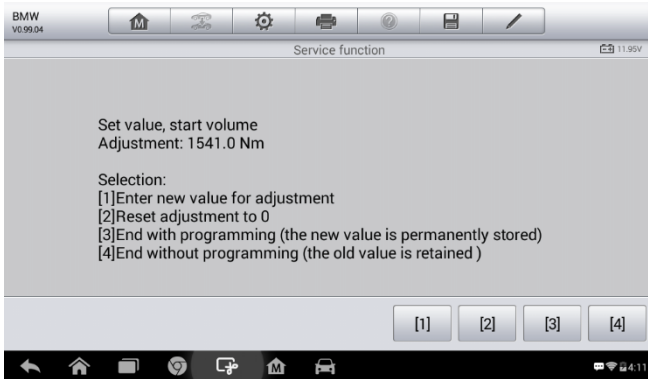 BMW
V0.99.04
Service function
11.95V
Set value, start volume
Adjustment: 1541.0 Nm
Selection:
[1]Enter new value for adjustment
[2]Reset adjustment to 0
[3]End with programming (the new value is permanently stored)
[4]End without programming (the old value is retained )
[1] [2] [3] [4]
4:11